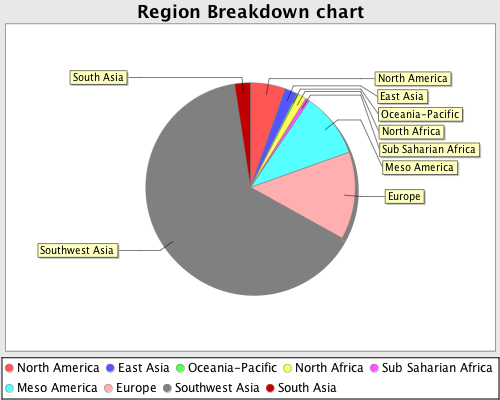 Region Breakdown chart
South Asia
North America
East Asia
Oceania-Pacific
North Africa
Sub Saharian Africa
Meso America
Europe
Southwest Asia
North America East Asia Oceania-Pacific North Africa Sub Saharian Africa
Meso America Europe Southwest Asia South Asia